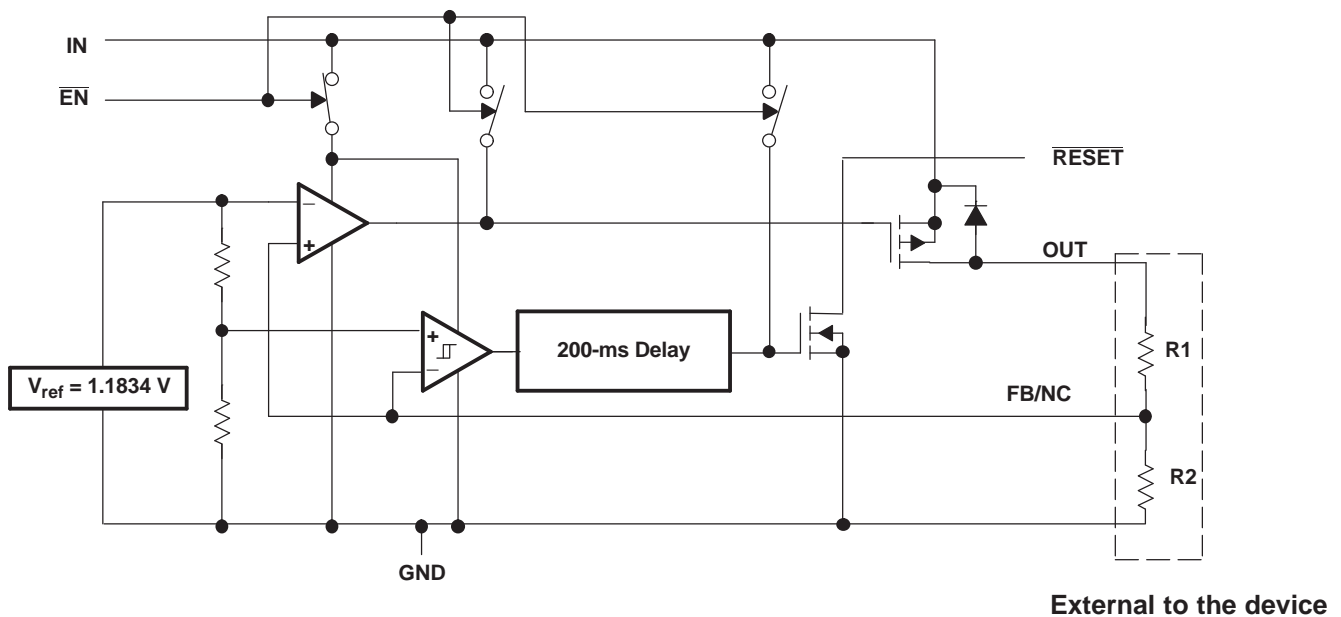 IN
EN
RESET
OUT
−
+
+
−
200-ms Delay
R1
Vref = 1.1834 V
FB/NC
R2
GND
External to the device